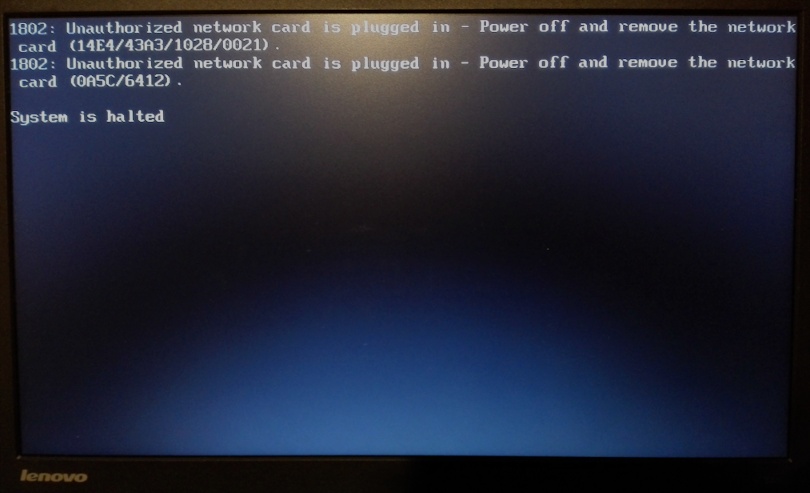 1802: Unauthorized network card is plugged in - Power off and remove the network
card (14E4/43A3/1028/0021).
1802: Unauthorized network card is plugged in - Power off and remove the network
card (0A5C/6412).
System is halted
lenovo